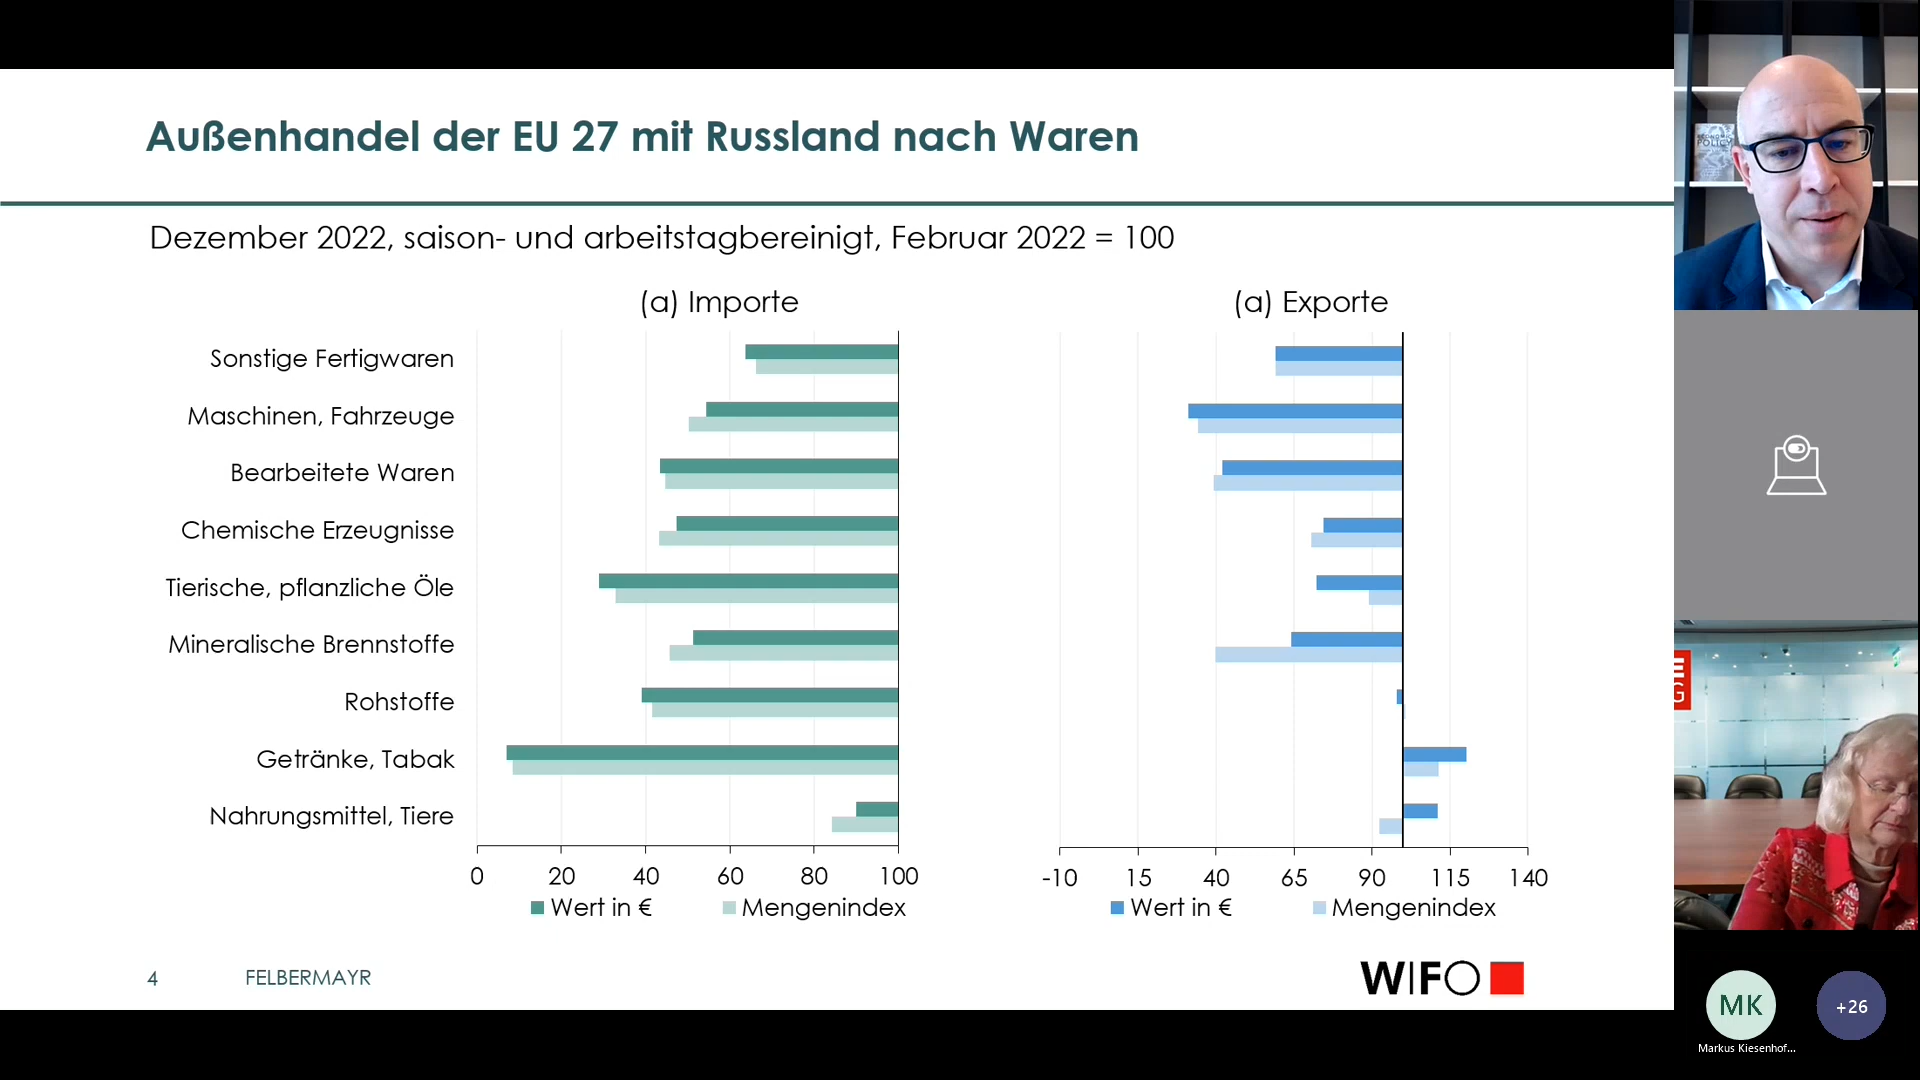 Außenhandel der EU 27 mit Russland nach Waren
Dezember 2022, saison- und arbeitstagbereinigt, Februar 2022 = 100
(a) Importe
Sonstige Fertigwaren
Maschinen, Fahrzeuge
Bearbeitete Waren
Chemische Erzeugnisse
Tierische, pflanzliche Öle
Mineralische Brennstoffe
Rohstoffe
Getränke, Tabak
Nahrungsmittel, Tiere
0 20 40 60 80 100
Wert in € Mengenindex
(a) Exporte
-10 15 40 65 90 115 140
Wert in € Mengenindex
4 FELBERMAYR
WIFO
ECONOMIC
POLICY
E
G
MK
Markus Kiesenhof...
+26